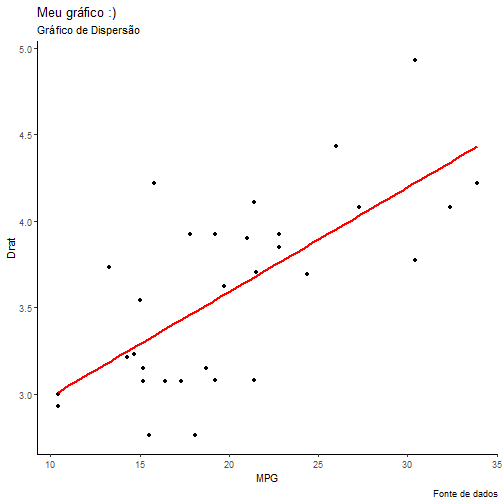 Meu gráfico :)
Gráfico de Dispersão
5.0
4.5
4.0
3.5
3.0
Drat
10 15 20 25 30 35
MPG
Fonte de dados